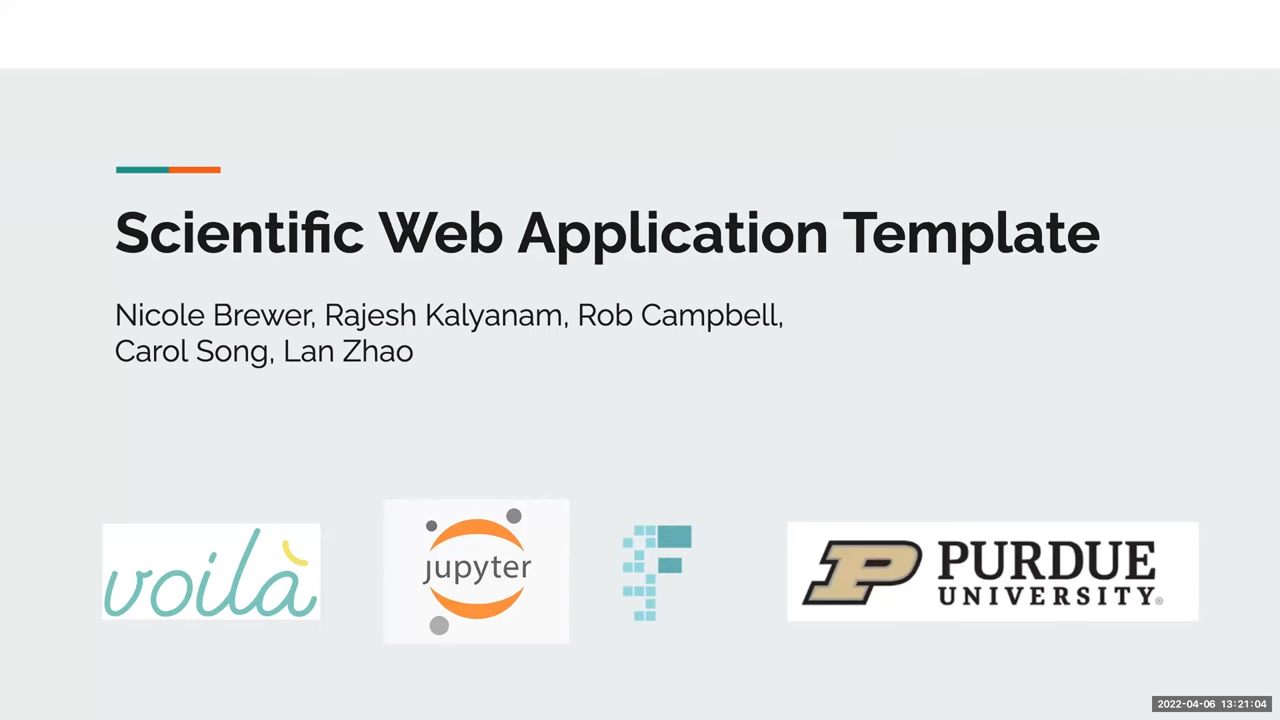 Scientific Web Application Template
Nicole Brewer, Rajesh Kalyanam, Rob Campbell,
Carol Song, Lan Zhao
voilà
jupyter
PURDUE
UNIVERSITY®
2022-04-06 13:21:04